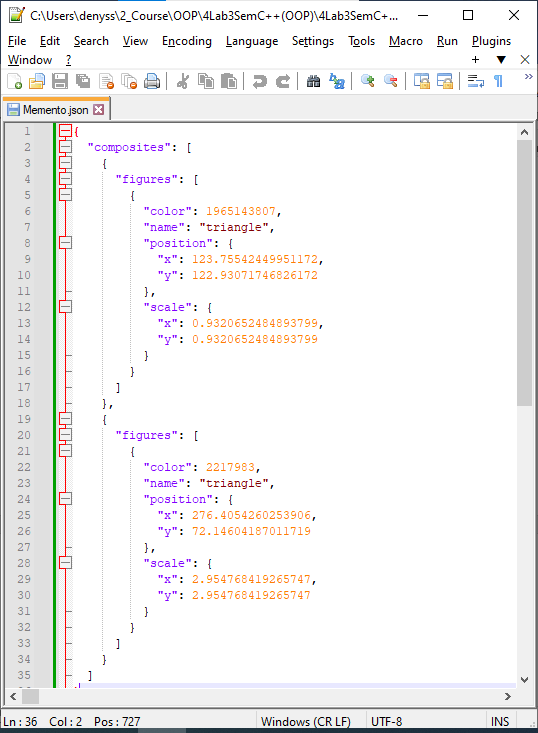 C:\Users\denyss\2_Course\OOP\4Lab3SemC++(OOP)\4Lab3SemC+...
File Edit Search View Encoding Language Settings Tools Macro Run Plugins
Window + ▼ X
Memento.json
1 {
2 "composites": [
3 {
4 "figures": [
5 {
6 "color": 1965143807,
7 "name": "triangle",
8 "position": {
9 "x": 123.75542449951172,
10 "y": 122.93071746826172
11 },
12 "scale": {
13 "x": 0.9320652484893799,
14 "y": 0.9320652484893799
15 }
16 }
17 ]
18 },
19 {
20 "figures": [
21 {
22 "color": 2217983,
23 "name": "triangle",
24 "position": {
25 "x": 276.4054260253906,
26 "y": 72.14604187011719
27 },
28 "scale": {
29 "x": 2.954768419265747,
30 "y": 2.954768419265747
31 }
32 }
33 ]
34 }
35 ]
Ln : 36 Col : 2 Pos : 727 Windows (CR LF) UTF-8 INS